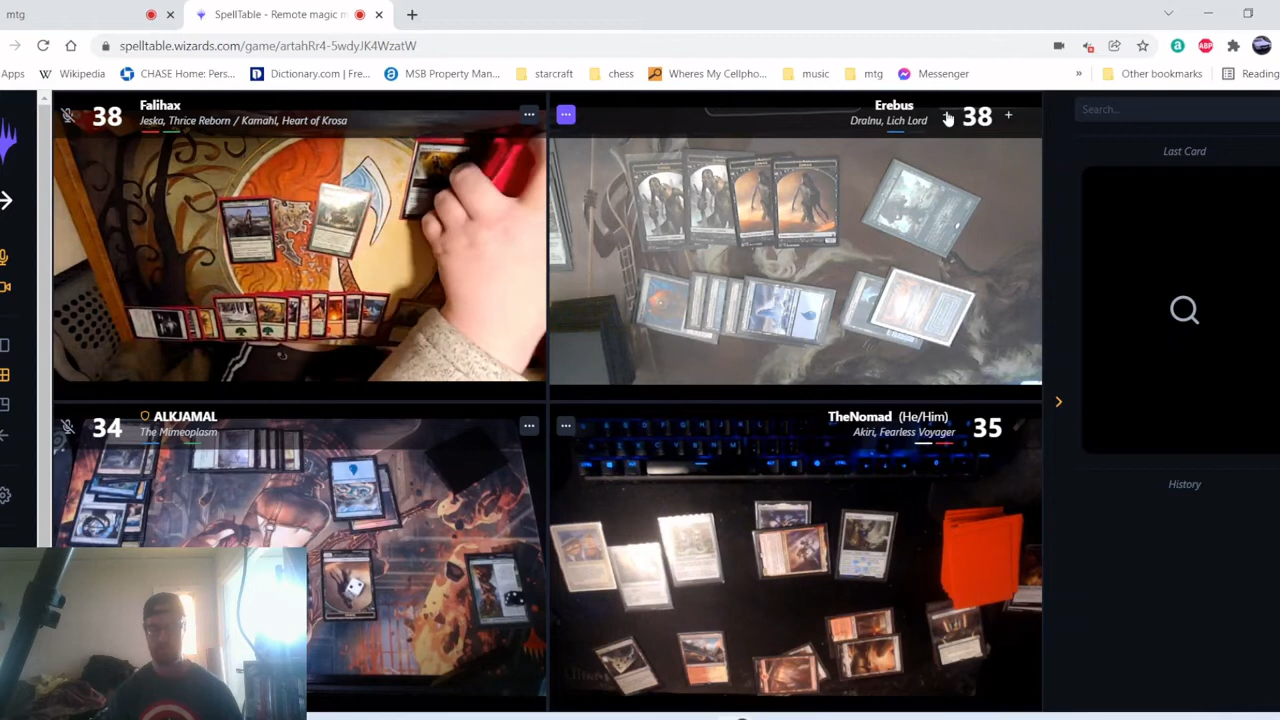 mtg
SpellTable - Remote magic m
spelltable.wizards.com/game/artahRr4-5wdyJK4WzatW
Apps
Wikipedia
CHASE Home Pers...
Dictionary.com | Fre...
MSB Property Man...
starcraft
chess
Wheres My Cellpho...
music
mtg
Messenger
»
Other bookmarks
Reading
ABP
38
Falihax
Jeska, Thrice Reborn / Kamahl, Heart of Krosa
Erebus
Dralnu, Lich Lord
38
+
Search...
Last Card
History
34
ALKJAMAL
The Mimeoplasm
TheNomad (He/Him)
Akiri, Fearless Voyager
35